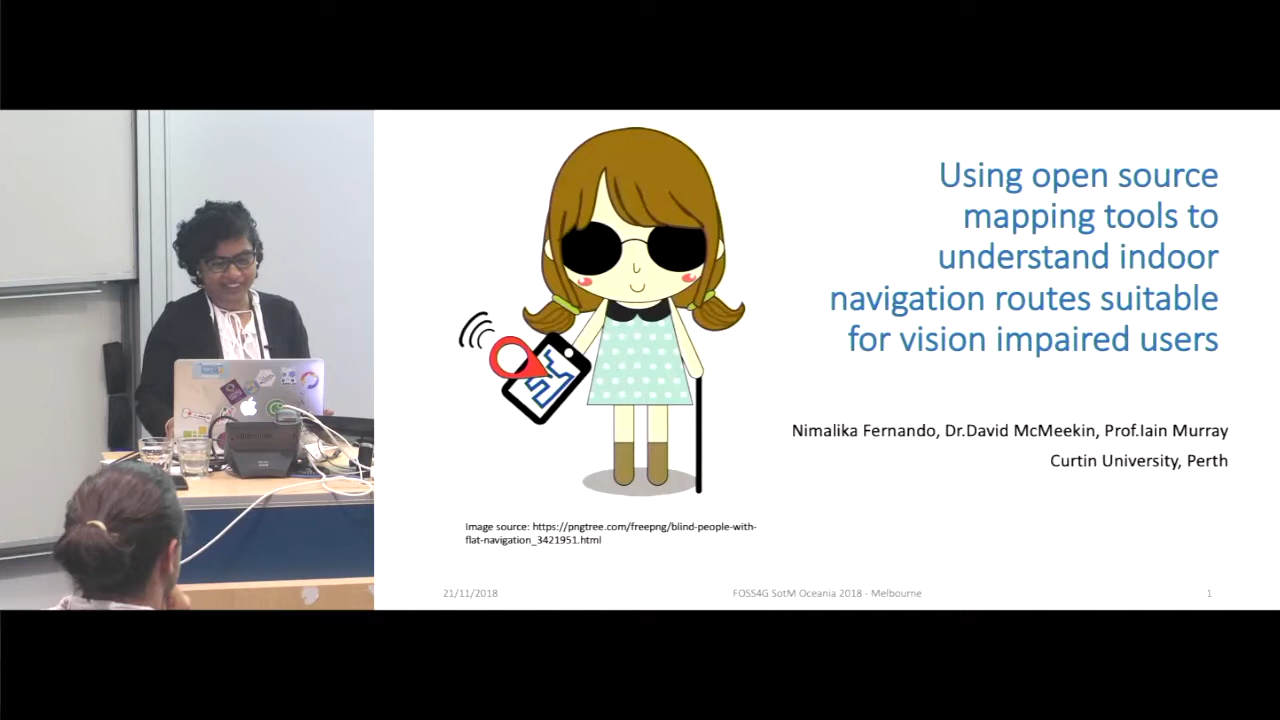 Using open source
mapping tools to
understand indoor
navigation routes suitable
for vision impaired users
Nimalika Fernando, Dr.David McMeekin, Prof.Iain Murray
Curtin University, Perth
Image source: https://pngtree.com/freepng/blind-people-with-
flat-navigation_3421951.html
21/11/2018
FOSS4G SotM Oceania 2018 - Melbourne
1